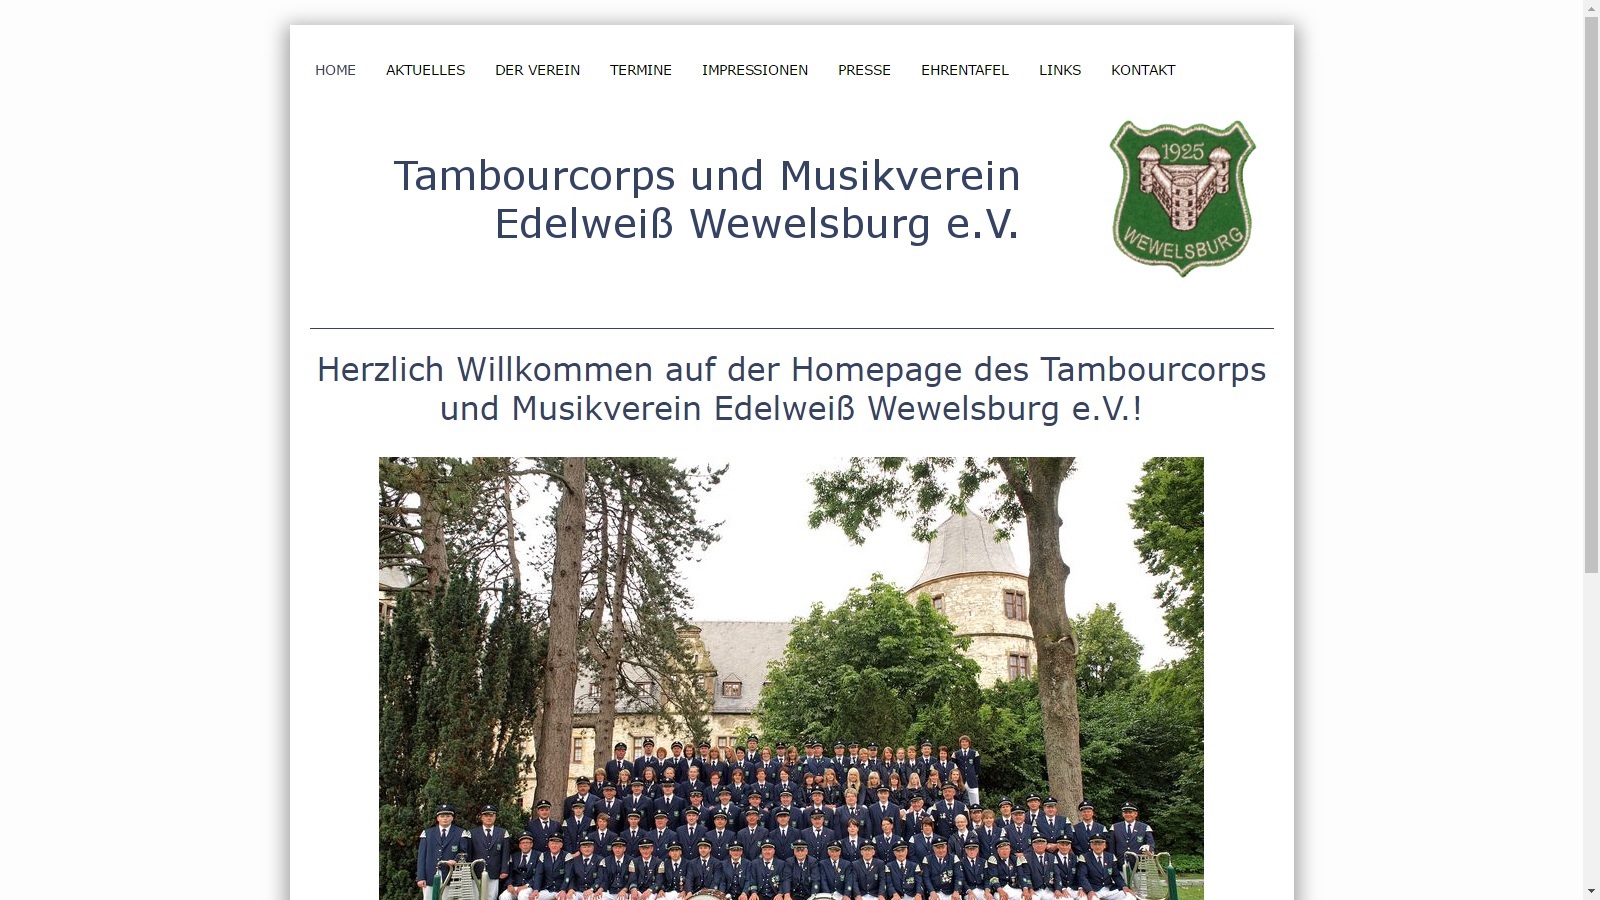 HOME AKTUELLES DER VEREIN TERMINE IMPRESSIONEN PRESSE EHRENTAFEL LINKS KONTAKT
Tambourcorps und Musikverein
Edelweiß Wewelsburg e.V.
1925
WEWELSBURG
Herzlich Willkommen auf der Homepage des Tambourcorps
und Musikverein Edelweiß Wewelsburg e.V.!